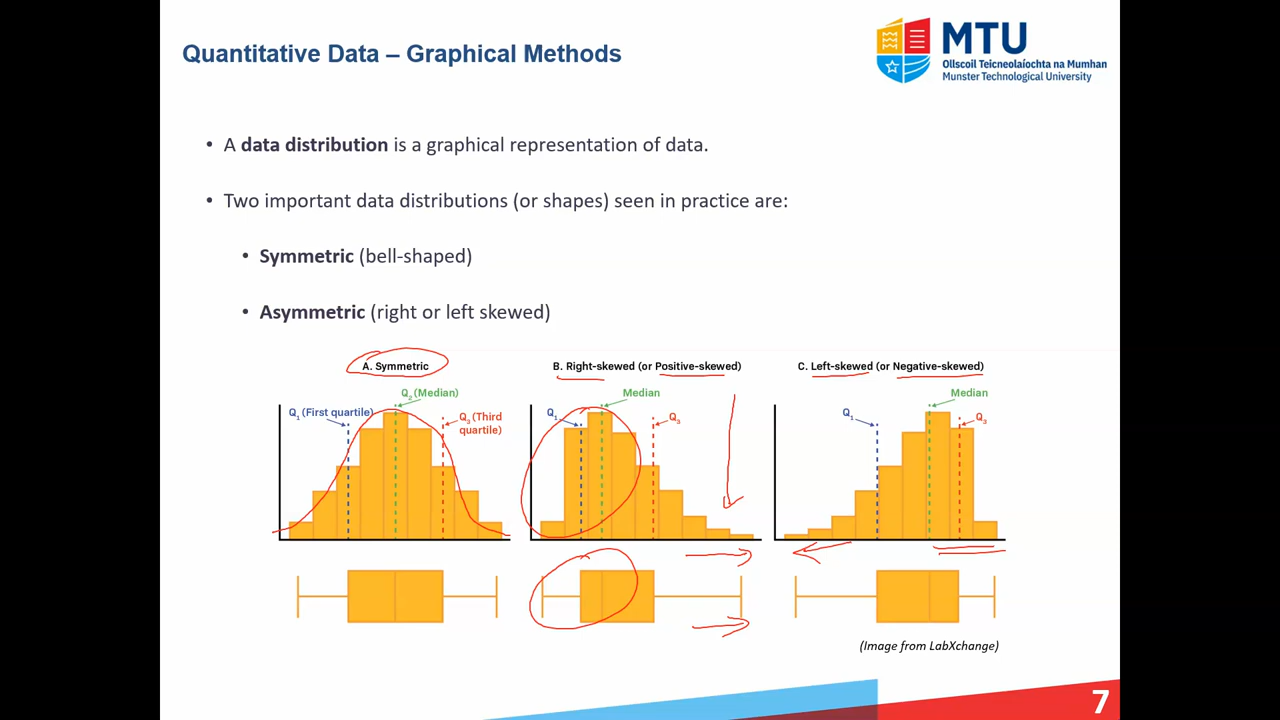 Quantitative Data – Graphical Methods
MTU
Ollscoil Teicneolaíochta na Mumhan
Munster Technological University
• A data distribution is a graphical representation of data.
• Two important data distributions (or shapes) seen in practice are:
• Symmetric (bell-shaped)
• Asymmetric (right or left skewed)
A. Symmetric
Q₂ (Median)
Q₁ (First quartile)
Q₃ (Third
quartile)
B. Right-skewed (or Positive-skewed)
Median
Q₁
Q₃
C. Left-skewed (or Negative-skewed)
Median
Q₁
Q₃
(Image from LabXchange)
7